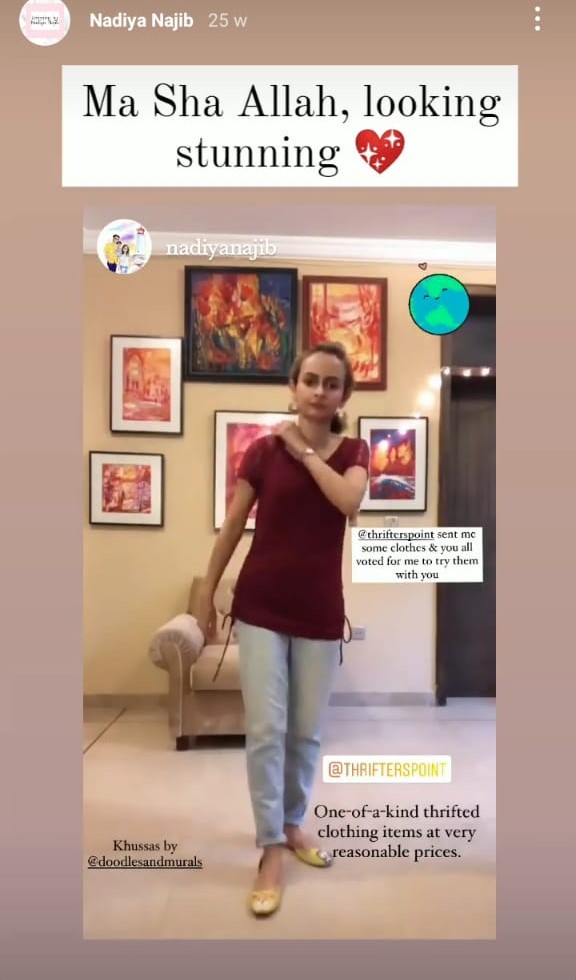 Nadiya Najib 25 w
Ma Sha Allah, looking
stunning 💖
nadiyanajib
@thrifterspoint sent me
some clothes & you all
voted for me to try them
with you
@THRIFTERSPOINT
One-of-a-kind thrifted
clothing items at very
reasonable prices.
Khussas by
@doodlesandmurals